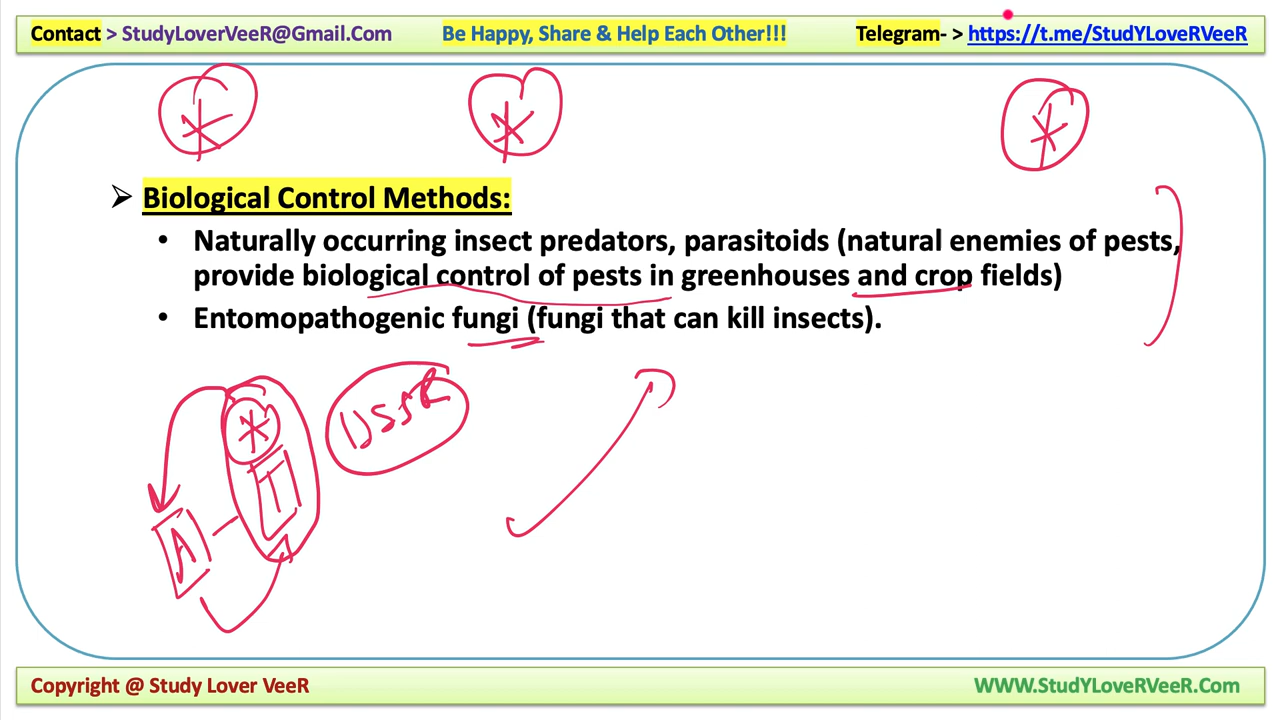 Contact > StudyLoverVeeR@Gmail.Com Be Happy, Share & Help Each Other!!! Telegram- > https://t.me/StudYLoveRVeeR
➢ Biological Control Methods:
• Naturally occurring insect predators, parasitoids (natural enemies of pests,
provide biological control of pests in greenhouses and crop fields)
• Entomopathogenic fungi (fungi that can kill insects).
USSR
T
A
Copyright @ Study Lover VeeR WWW.StudYLoveRVeeR.Com